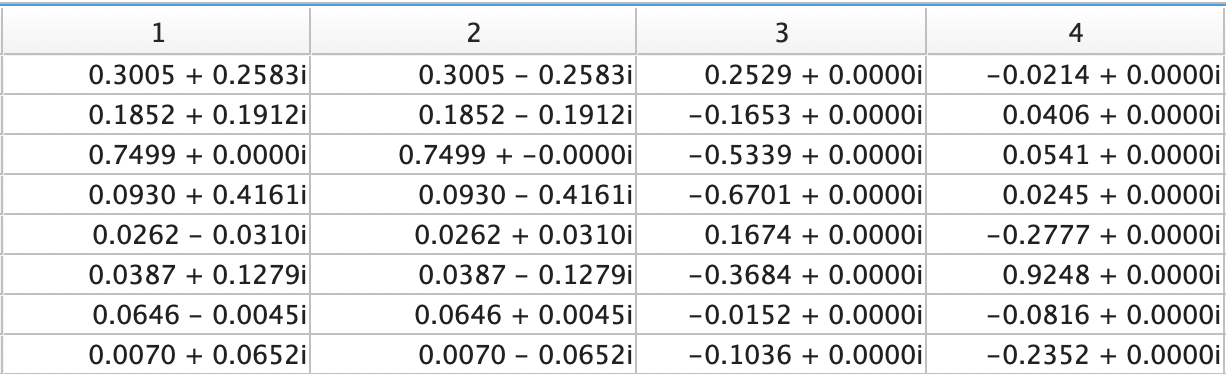 1 2 3 4
0.3005 + 0.2583i 0.3005 - 0.2583i 0.2529 + 0.0000i -0.0214 + 0.0000i
0.1852 + 0.1912i 0.1852 - 0.1912i -0.1653 + 0.0000i 0.0406 + 0.0000i
0.7499 + 0.0000i 0.7499 + -0.0000i -0.5339 + 0.0000i 0.0541 + 0.0000i
0.0930 + 0.4161i 0.0930 - 0.4161i -0.6701 + 0.0000i 0.0245 + 0.0000i
0.0262 - 0.0310i 0.0262 + 0.0310i 0.1674 + 0.0000i -0.2777 + 0.0000i
0.0387 + 0.1279i 0.0387 - 0.1279i -0.3684 + 0.0000i 0.9248 + 0.0000i
0.0646 - 0.0045i 0.0646 + 0.0045i -0.0152 + 0.0000i -0.0816 + 0.0000i
0.0070 + 0.0652i 0.0070 - 0.0652i -0.1036 + 0.0000i -0.2352 + 0.0000i